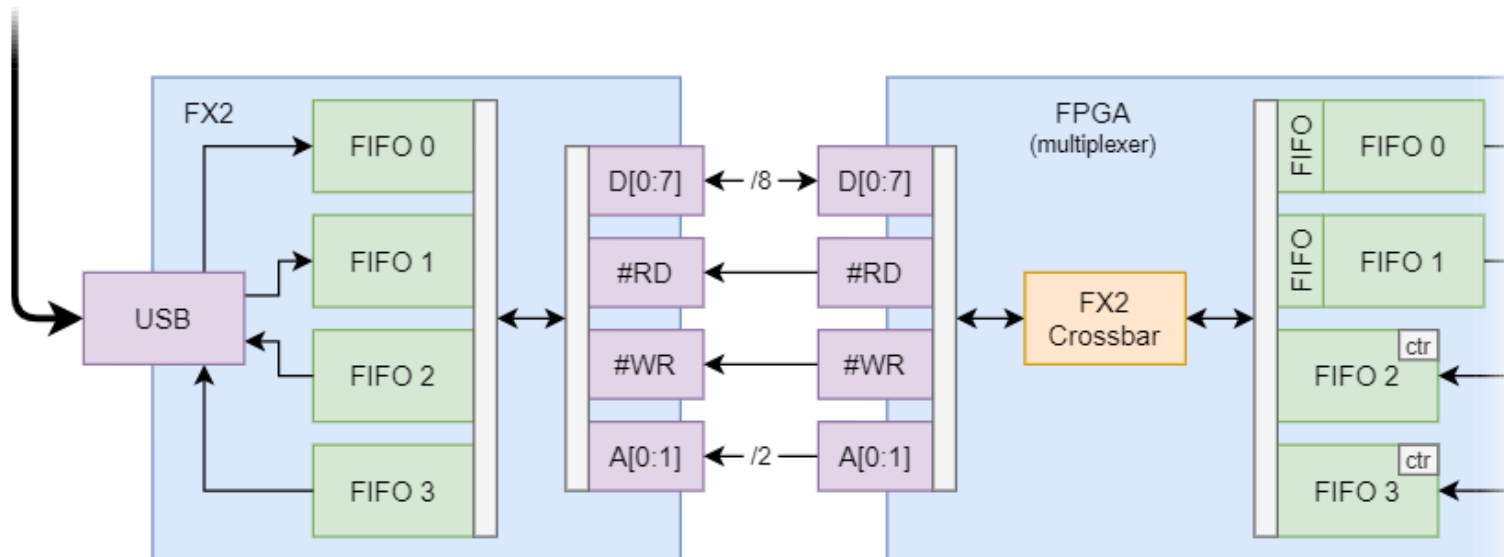 FX2
FIFO 0
FIFO 1
FIFO 2
FIFO 3
USB
D[0:7]
#RD
#WR
A[0:1]
/8
/2
D[0:7]
#RD
#WR
A[0:1]
FPGA
(multiplexer)
FX2
Crossbar
FIFO
FIFO 0
FIFO
FIFO 1
ctr
FIFO 2
ctr
FIFO 3